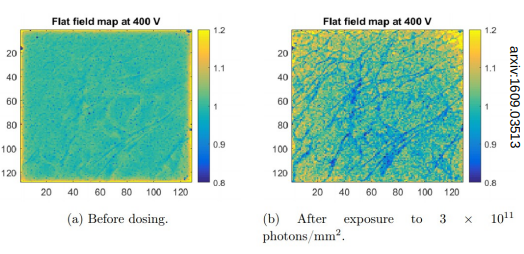 Flat field map at 400 V
20
40
60
80
100
120
20 40 60 80 100 120
1.2
1.1
1
0.9
0.8
(a) Before dosing.
Flat field map at 400 V
20
40
60
80
100
120
20 40 60 80 100 120
1.2
1.1
1
0.9
0.8
(b) After exposure to 3 × 10¹¹
photons/mm².
arxiv:1609.03513